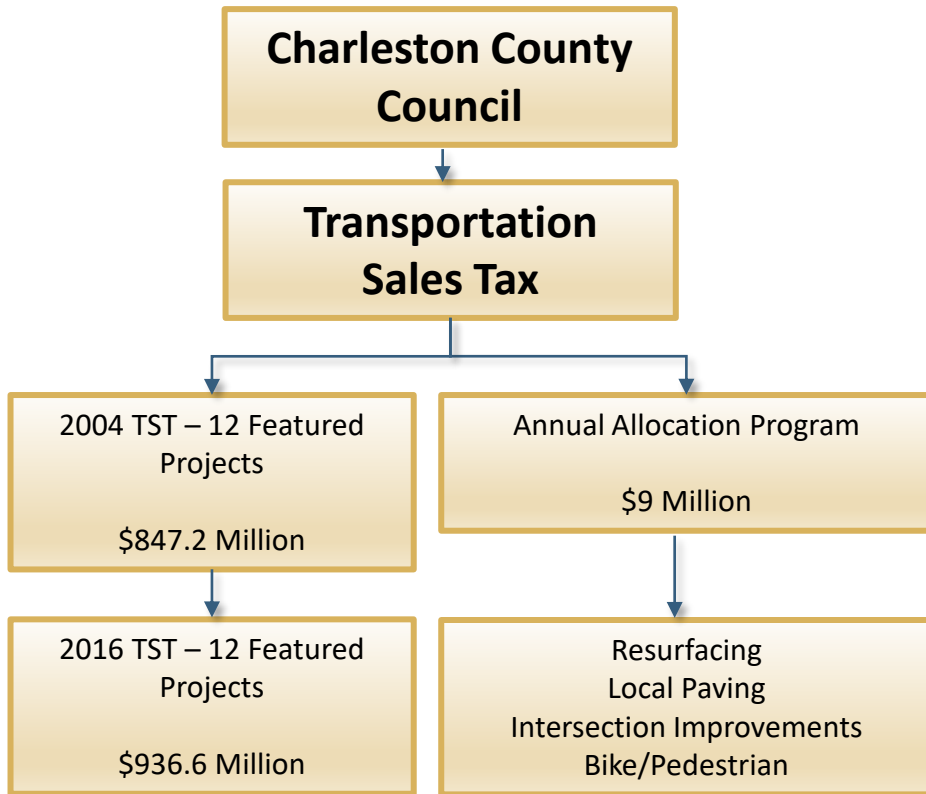 Charleston County
Council
Transportation
Sales Tax
2004 TST – 12 Featured
Projects
$847.2 Million
Annual Allocation Program
$9 Million
2016 TST – 12 Featured
Projects
$936.6 Million
Resurfacing
Local Paving
Intersection Improvements
Bike/Pedestrian